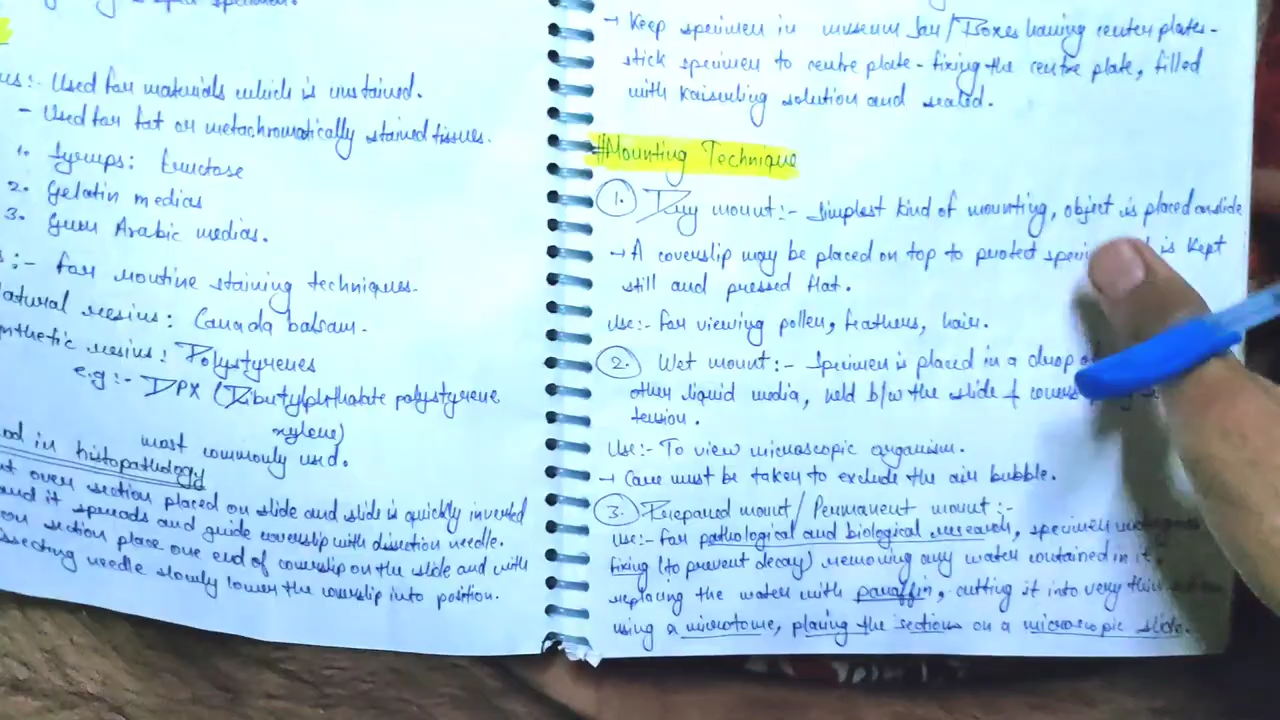 us:- Used for materials which is unstained.
- Used for fat or metachromatically stained tissues.
1. Syrups: Fructose
2. Gelatin medias
3. Gum Arabic medias.
s:- for routine staining techniques.
Natural resins: Canada balsam.
nthetic resins: Polystyrenes
e.g:- DPX (Dibutylphthalate polystyrene
xylene)
most commonly used.
od in histopathology
over section placed on slide and slide is quickly inverted
and it spreads and guide coverslip with dissection needle.
on section place one end of coverslip on the slide and with
issecting needle slowly lower the coverslip into position.
→ Keep specimen in museum Jar/Boxes having center plates-
stick specimen to centre plate - fixing the centre plate, filled
with Kaiserling solution and sealed.
#Mounting Technique
1. Dry mount:- Simplest kind of mounting, object is placed on slide
→ A coverslip may be placed on top to protect is kept
still and pressed flat.
Use:- for viewing pollen, feathers, hair.
2. Wet mount:- Specimen is placed in a drop
other liquid media, held b/w the slide &
tension.
Use:- To view microscopic organism.
→ Care must be taken to exclude the air bubble.
3. Prepared mount/ Permanent mount:-
Use:- for pathological and biological research, specimen
fixing (to prevent decay) removing any water contained in it,
replacing the water with paraffin, cutting it into very thin
using a microtome, placing the sections on a microscopic slide.